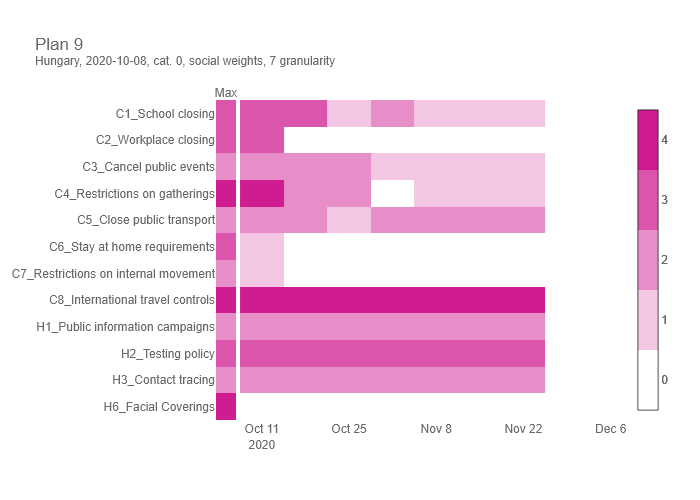 Plan 9
Hungary, 2020-10-08, cat. 0, social weights, 7 granularity
Max
C1_School closing
C2_Workplace closing
C3_Cancel public events
C4_Restrictions on gatherings
C5_Close public transport
C6_Stay at home requirements
C7_Restrictions on internal movement
C8_International travel controls
H1_Public information campaigns
H2_Testing policy
H3_Contact tracing
H6_Facial Coverings
4
3
2
1
0
Oct 11 Oct 25 Nov 8 Nov 22 Dec 6
2020